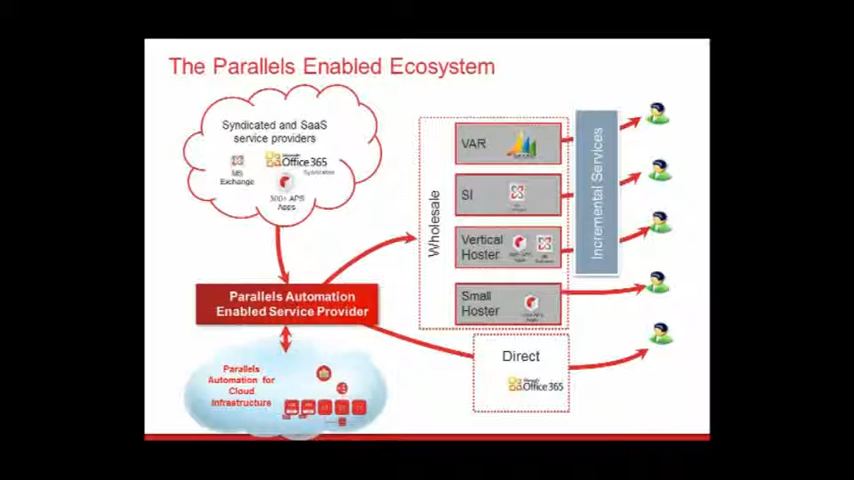 The Parallels Enabled Ecosystem
Syndicated and SaaS
service providers
MS
Exchange
Office 365
Syndication
300+ APS
Apps
Parallels Automation
Enabled Service Provider
Parallels
Automation for
Cloud
Infrastructure
Wholesale
VAR
SI
Vertical
Hoster
Small
Hoster
Incremental Services
Direct
Office 365